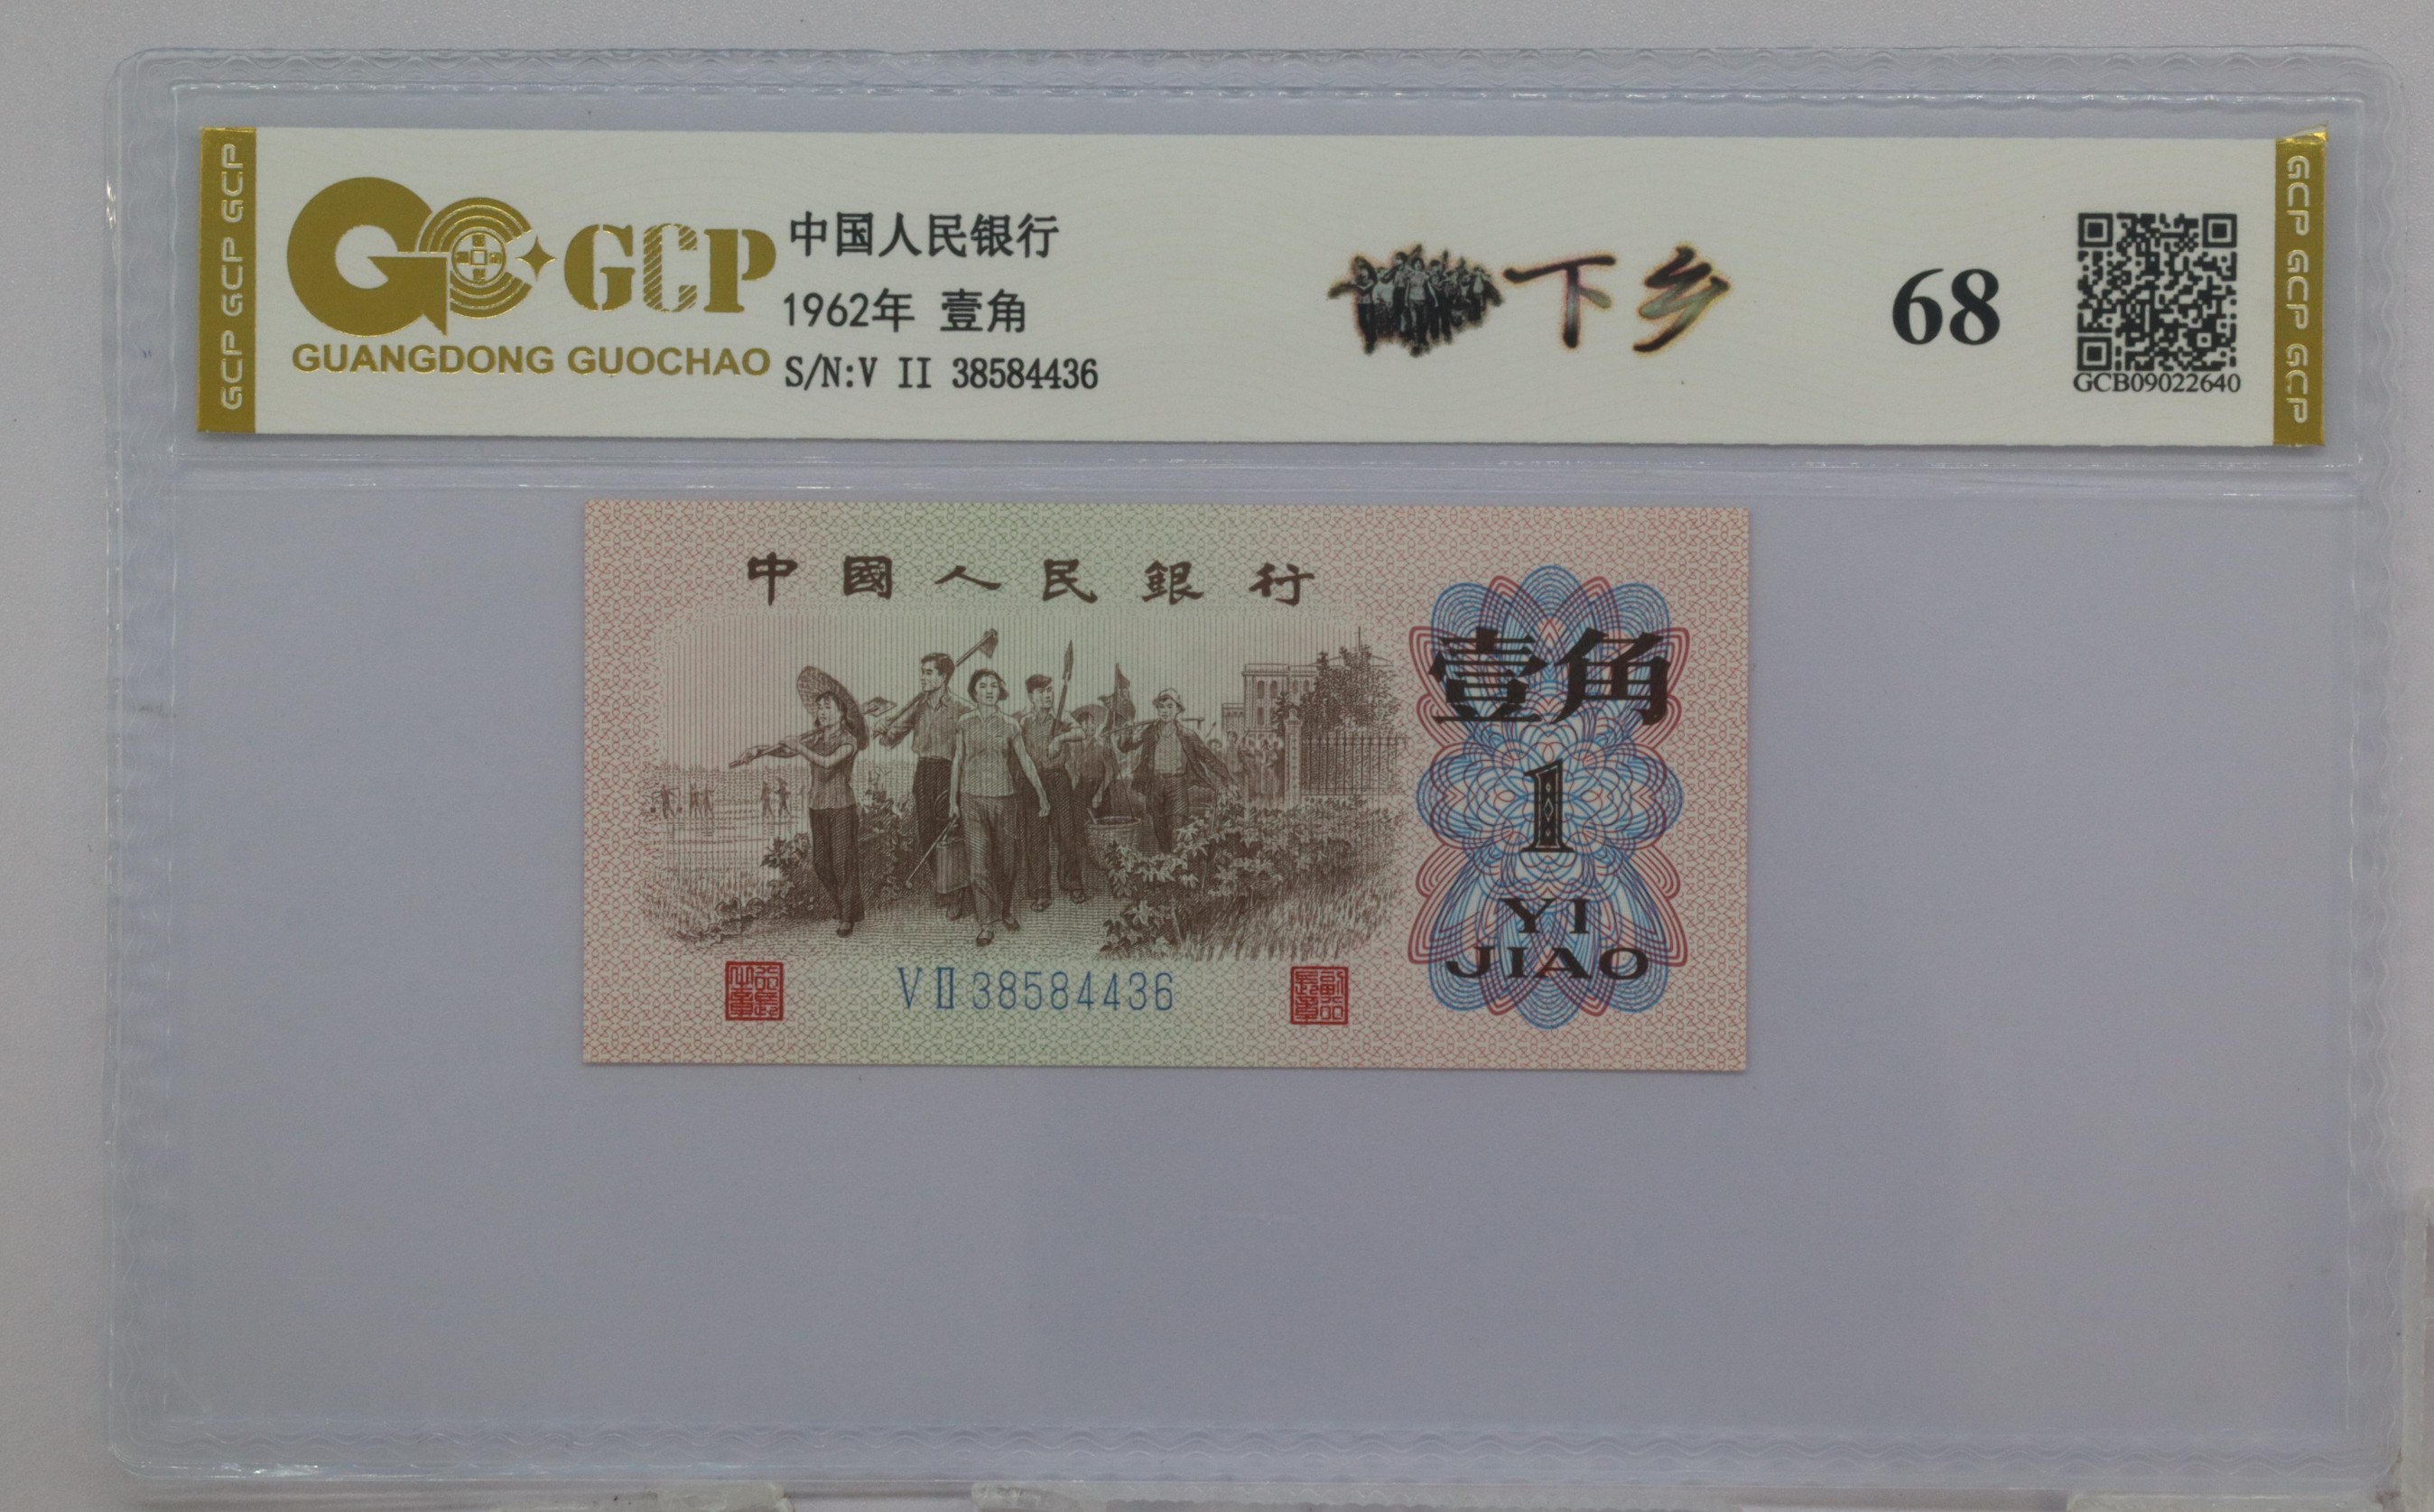 GCP GCP GCP
GCP
GUANGDONG GUOCHAO
中国人民银行
1962年 壹角
S/N:V II 38584436
下乡
68
GCB09022640
GCP GCP GCP
中國人民銀行
壹角
1
YI
JIAO
V II 38584436